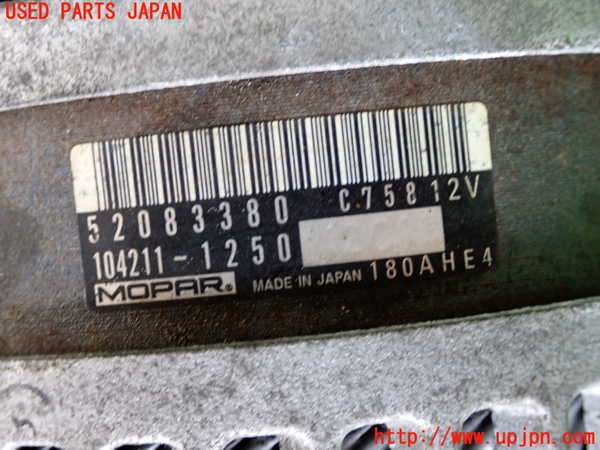 USED PARTS JAPAN
52083380 C75812V
104211-1250
MOPAR® MADE IN JAPAN 180AHE4
http://www.upjpn.com/